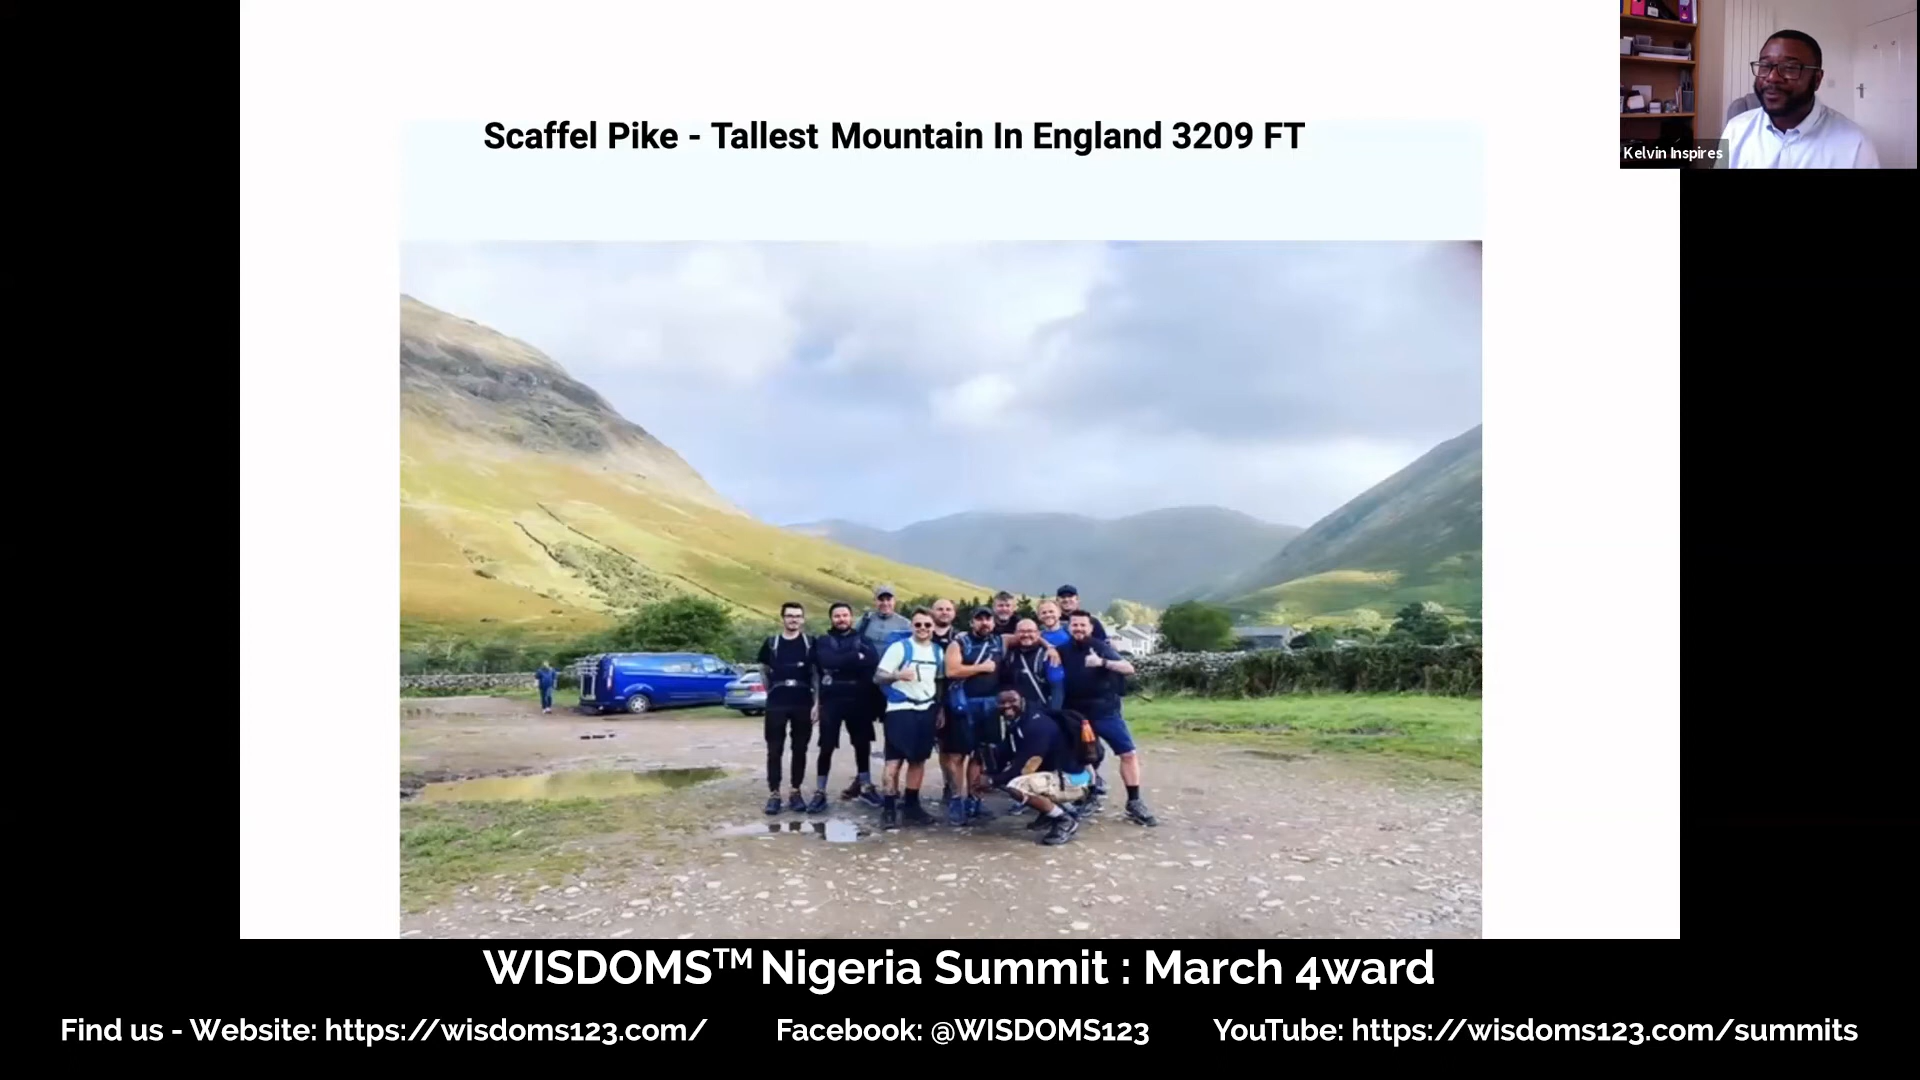 Scaffel Pike - Tallest Mountain In England 3209 FT
Kelvin Inspires
WISDOMS™ Nigeria Summit : March 4ward
Find us - Website: https://wisdoms123.com/ Facebook: @WISDOMS123 YouTube: https://wisdoms123.com/summits